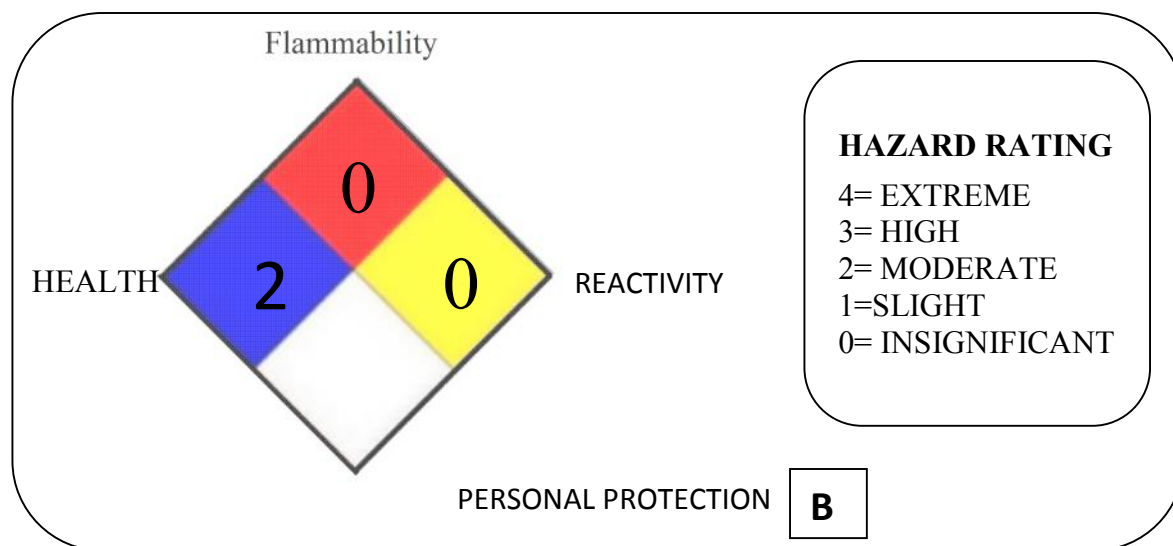 Flammability
0
HEALTH
2
0
REACTIVITY
HAZARD RATING
4= EXTREME
3= HIGH
2= MODERATE
1=SLIGHT
0= INSIGNIFICANT
PERSONAL PROTECTION
B